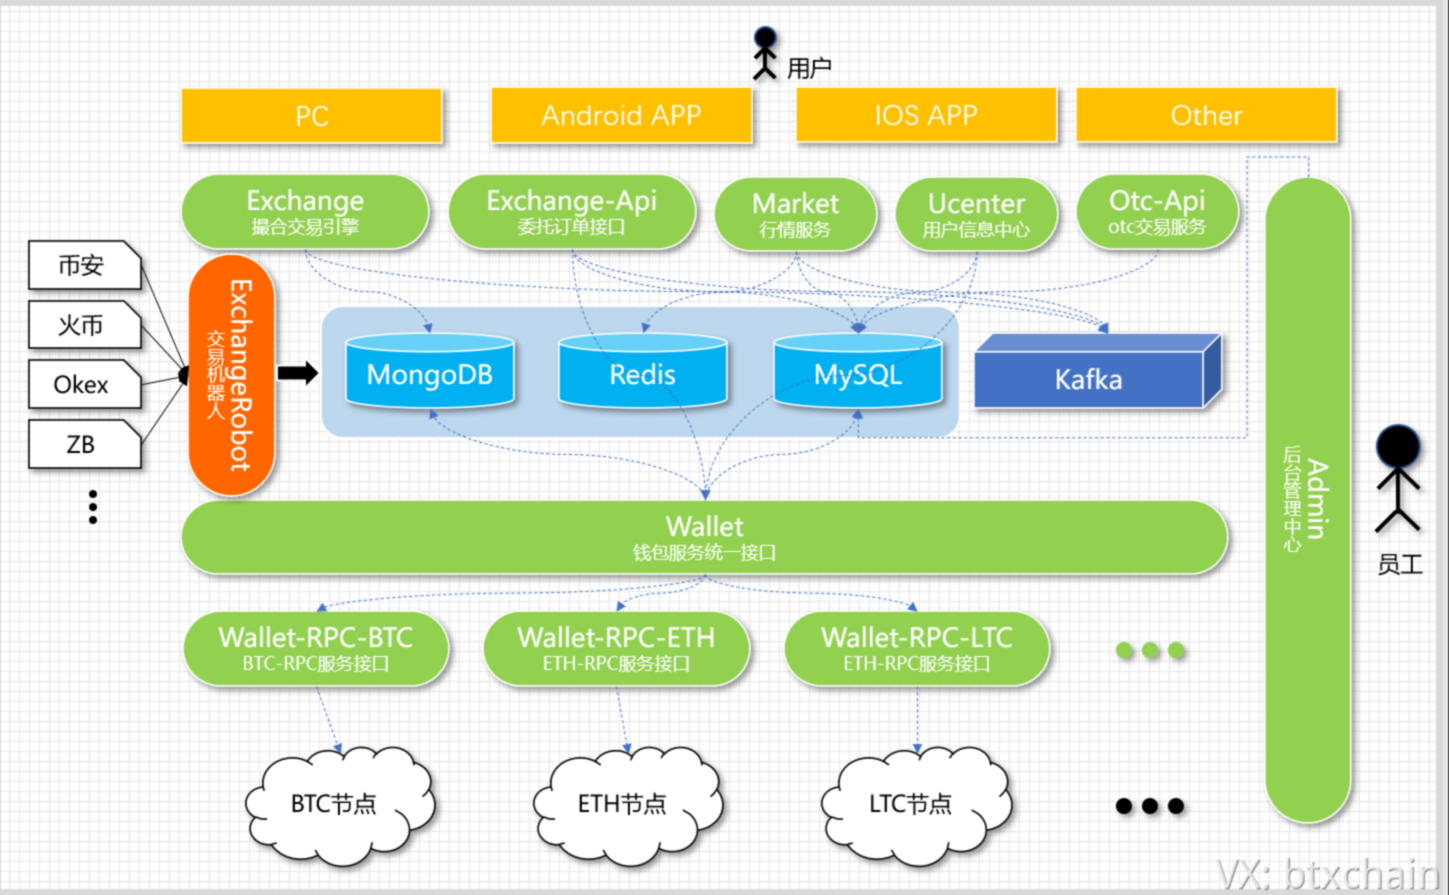 用户
PC
Android APP
IOS APP
Other
Exchange
撮合交易引擎
Exchange-Api
委托订单接口
Market
行情服务
Ucenter
用户信息中心
Otc-Api
otc交易服务
币安
火币
Okex
ZB
ExchangeRobot
交易机器人
MongoDB
Redis
MySQL
Kafka
Wallet
钱包服务统一接口
Admin
后台管理中心
员工
Wallet-RPC-BTC
BTC-RPC服务接口
Wallet-RPC-ETH
ETH-RPC服务接口
Wallet-RPC-LTC
ETH-RPC服务接口
BTC节点
ETH节点
LTC节点
VX: btxchain